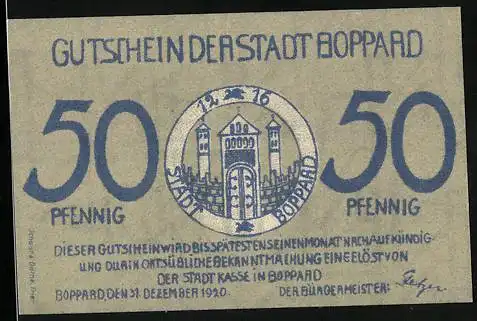 GUTSCHEIN DER STADT BOPPARD
12 16
50 50
STADT BOPPARD
PFENNIG PFENNIG
DIESER GUTSCHEIN WIRD BIS SPÄTESTENS EINEN MONAT NACH AUFKÜNDIG-
UNG DURCH ORTSÜBLICHE BEKANNTMACHUNG EINGELÖST VON
DER STADTKASSE IN BOPPARD
BOPPARD, DEN 31. DEZEMBER 1920. DER BÜRGERMEISTER: